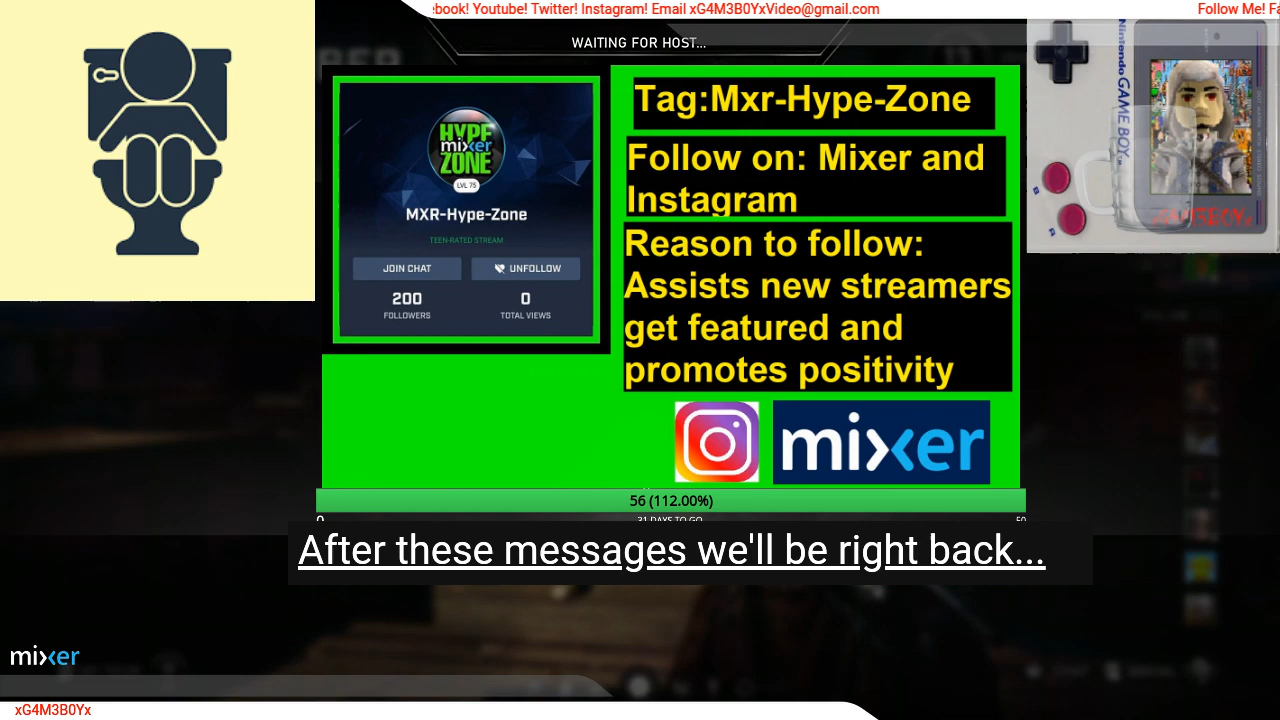 ebook! Youtube! Twitter! Instagram! Email xG4M3B0YxVideo@gmail.com
Follow Me! Fa
WAITING FOR HOST...
Nintendo GAME BOY
B
A
xGAM3BOYx
HYPE
mixer
ZONE
LVL 75
MXR-Hype-Zone
TEEN-RATED STREAM
JOIN CHAT
UNFOLLOW
200
0
FOLLOWERS
TOTAL VIEWS
Tag:Mxr-Hype-Zone
Follow on: Mixer and
Instagram
Reason to follow:
Assists new streamers
get featured and
promotes positivity
mixer
56 (112.00%)
0
31 DAYS TO GO
50
After these messages we'll be right back...
mixer
xG4M3B0Yx